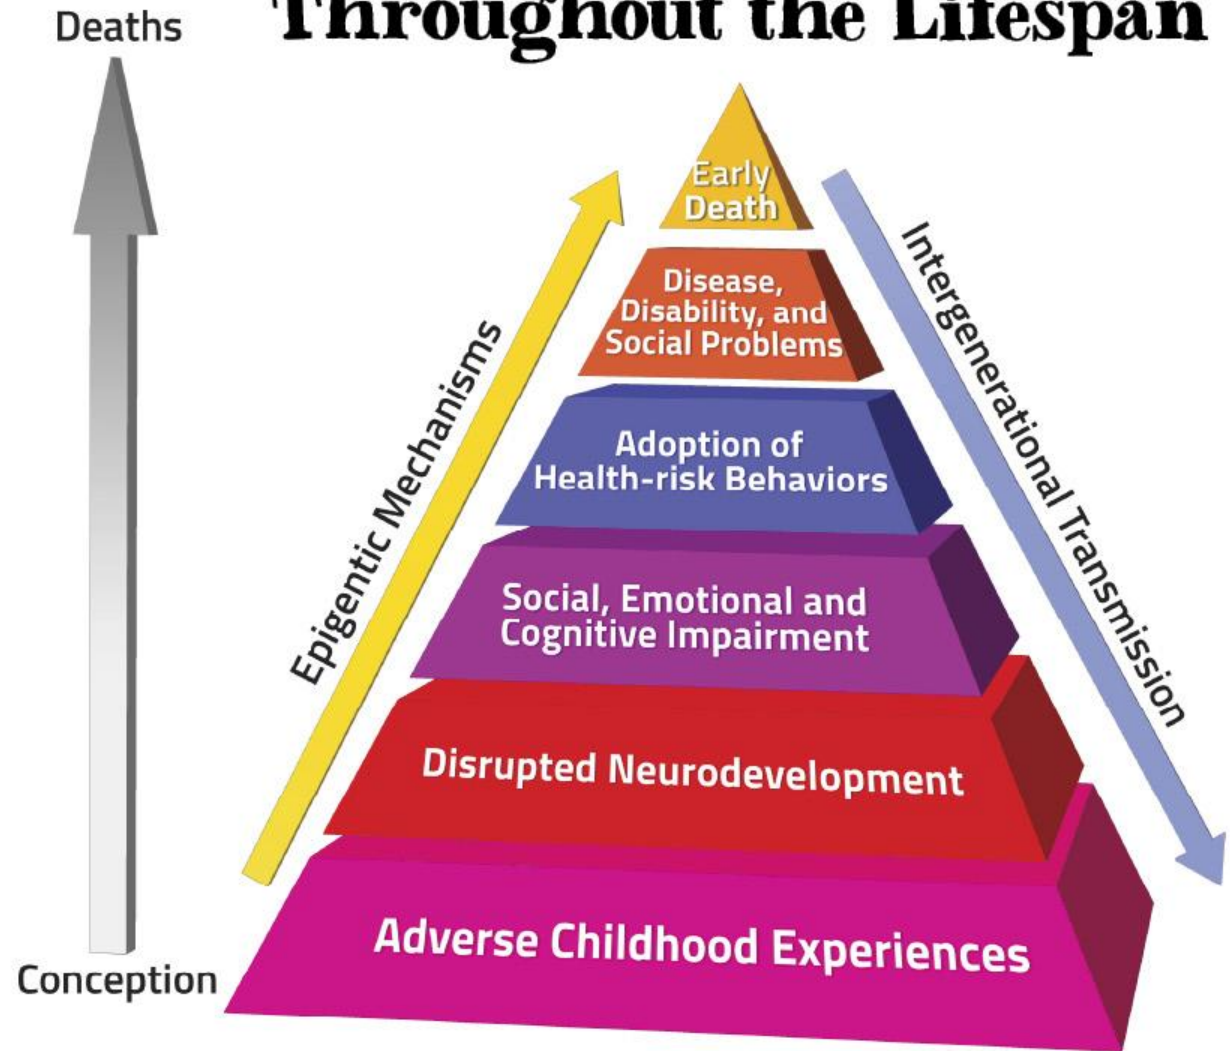 Throughout the Lifespan
Deaths
Early
Death
Disease,
Disability, and
Social Problems
Adoption of
Health-risk Behaviors
Social, Emotional and
Cognitive Impairment
Disrupted Neurodevelopment
Adverse Childhood Experiences
Epigentic Mechanisms
Intergenerational Transmission
Conception